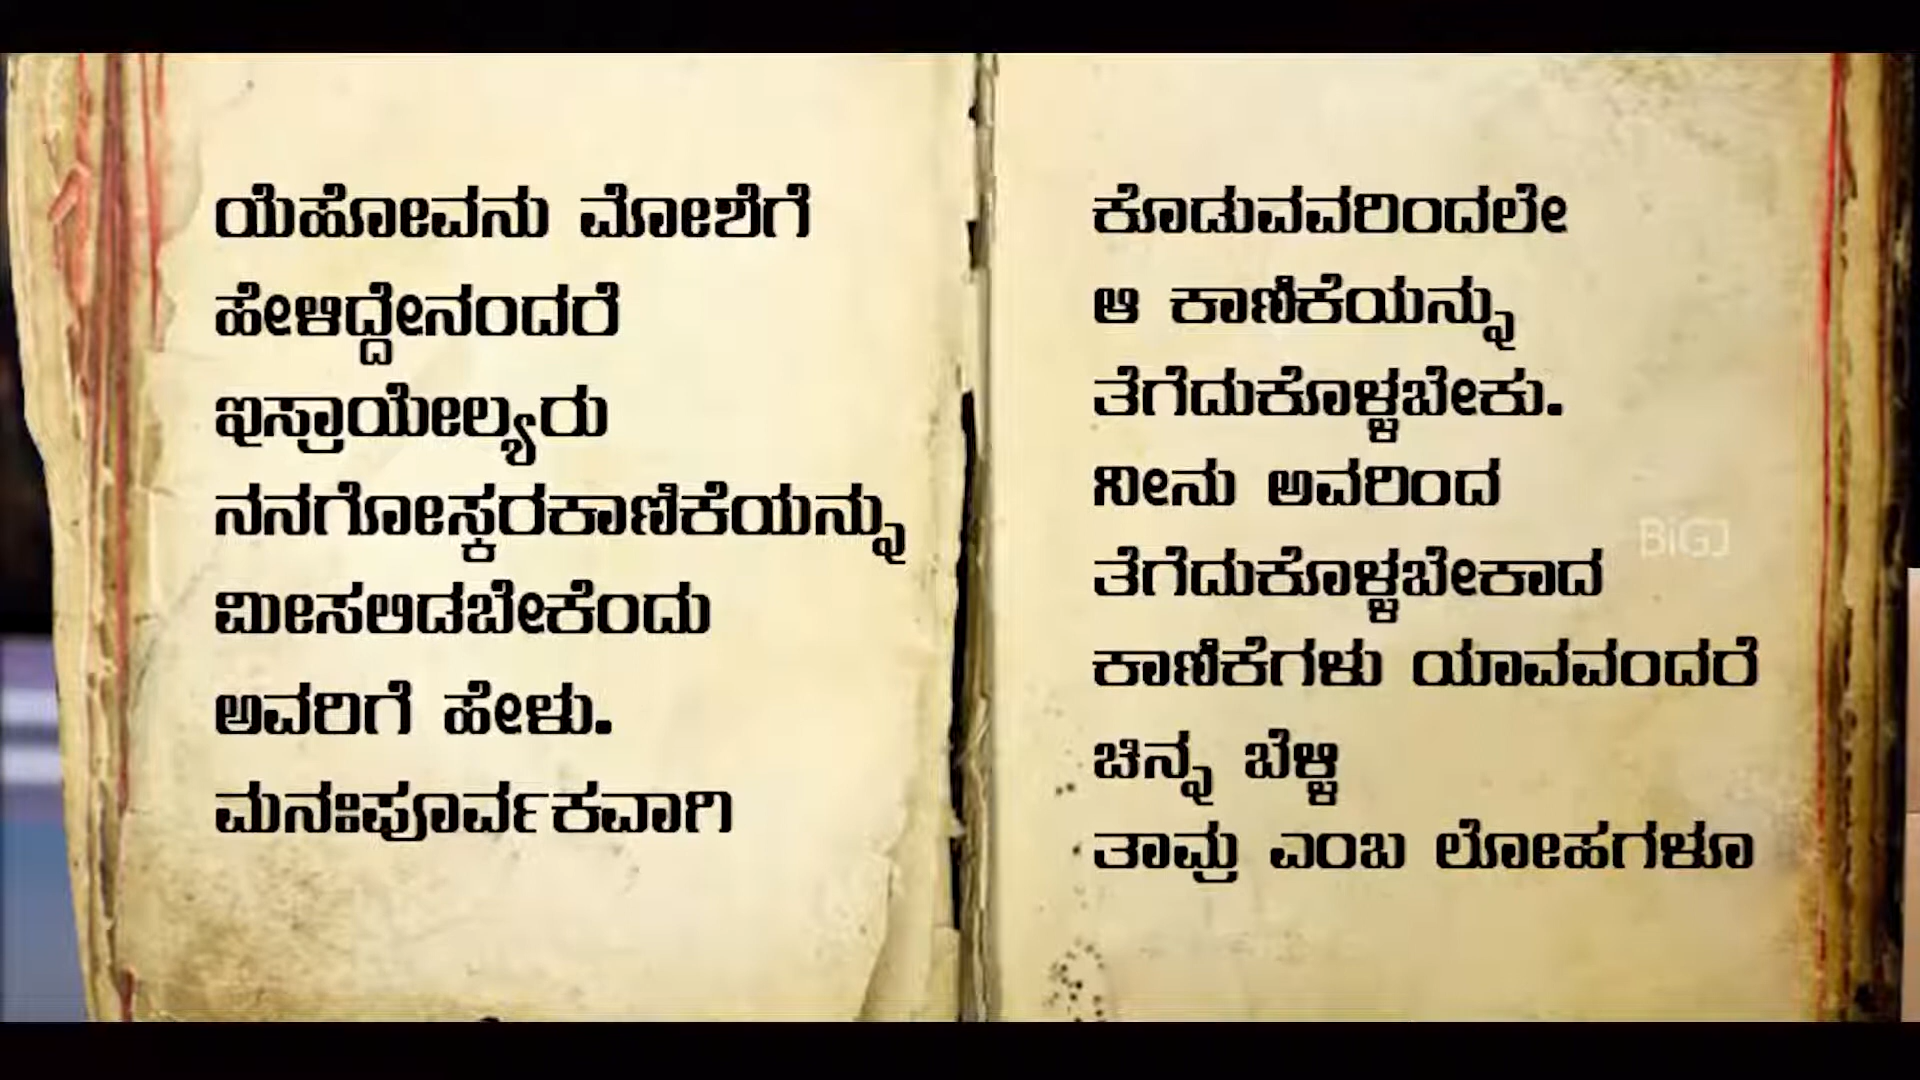 ಯೆಹೋವನು ಮೋಶೆಗೆ
ಹೇಳಿದ್ದೇನಂದರೆ
ಇಸ್ರಾಯೇಲ್ಯರು
ನನಗೋಸ್ಕರಕಾಣಿಕೆಯನ್ನು
ಮೀಸಲಿಡಬೇಕೆಂದು
ಅವರಿಗೆ ಹೇಳು.
ಮನಃಪೂರ್ವಕವಾಗಿ
ಕೊಡುವವರಿಂದಲೇ
ಆ ಕಾಣಿಕೆಯನ್ನು
ತೆಗೆದುಕೊಳ್ಳಬೇಕು.
ನೀನು ಅವರಿಂದ
ತೆಗೆದುಕೊಳ್ಳಬೇಕಾದ
ಕಾಣಿಕೆಗಳು ಯಾವವಂದರೆ
ಚಿನ್ನ ಬೆಳ್ಳಿ
ತಾಮ್ರ ಎಂಬ ಲೋಹಗಳೂ
BiGJ